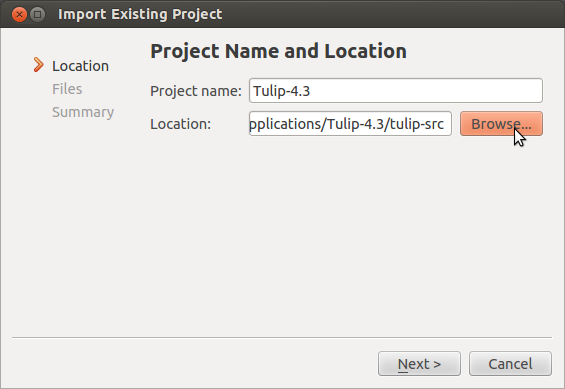 Import Existing Project
Location
Files
Summary
Project Name and Location
Project name: Tulip-4.3
Location: pplications/Tulip-4.3/tulip-src Browse...
Next > Cancel